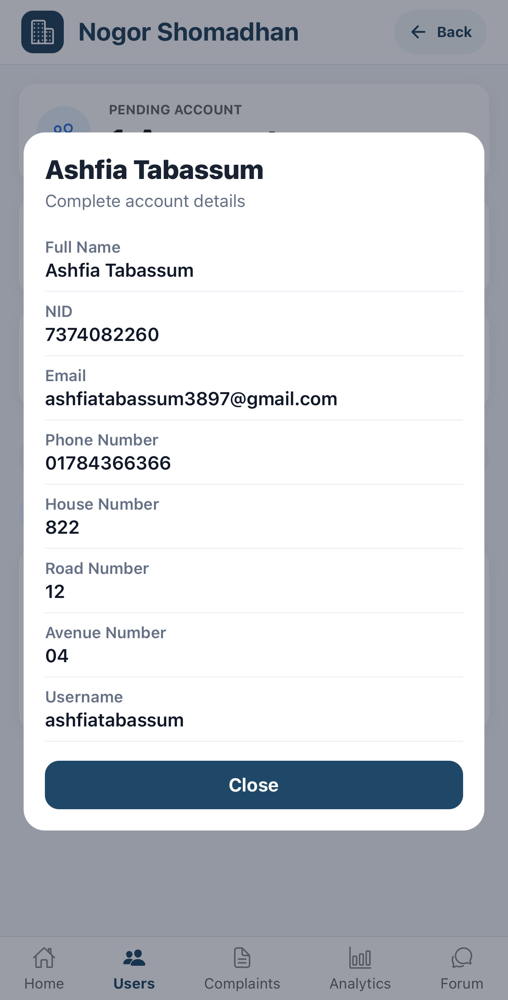 Nogor Shomadhan
Back
PENDING ACCOUNT
Ashfia Tabassum
Complete account details
Full Name
Ashfia Tabassum
NID
7374082260
Email
ashfiatabassum3897@gmail.com
Phone Number
01784366366
House Number
822
Road Number
12
Avenue Number
04
Username
ashfiatabassum
Close
Home
Users
Complaints
Analytics
Forum